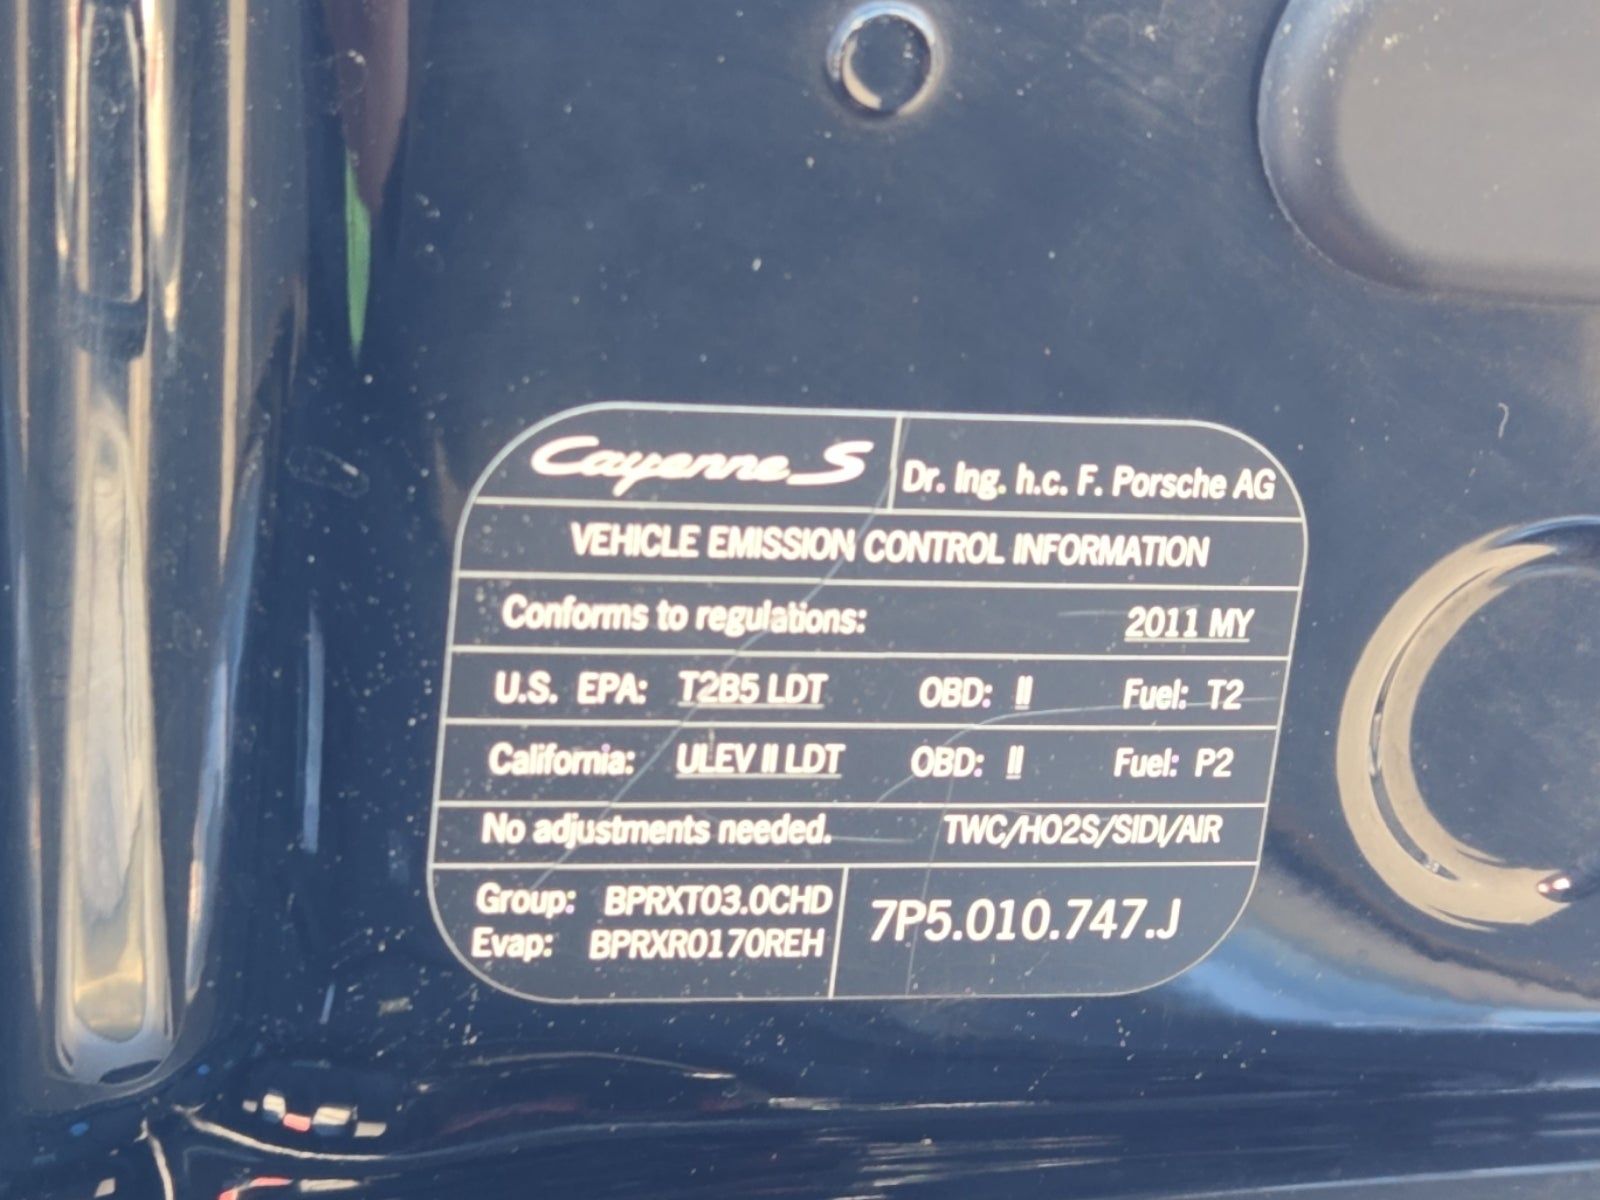 Cayenne S Dr. Ing. h.c. F. Porsche AG
VEHICLE EMISSION CONTROL INFORMATION
Conforms to regulations: 2011 MY
U.S. EPA: T2B5 LDT OBD: II Fuel: T2
California: ULEV II LDT OBD: II Fuel: P2
No adjustments needed. TWC/HO2S/SIDI/AIR
Group: BPRXT03.0CHD
Evap: BPRXR0170REH
7P5.010.747.J